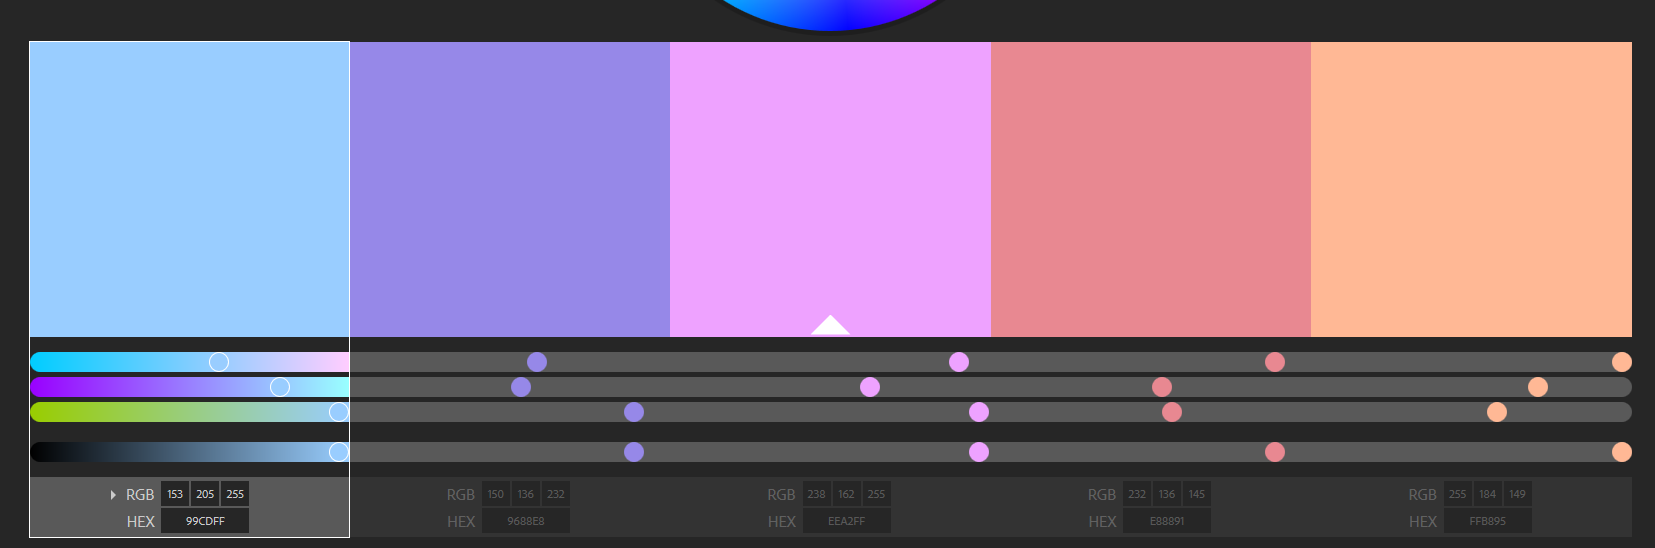 RGB 153 205 255 RGB 150 136 232 RGB 238 162 255 RGB 232 136 145 RGB 255 184 149
HEX 99CDFF HEX 9688E8 HEX EEA2FF HEX E88891 HEX FFB895